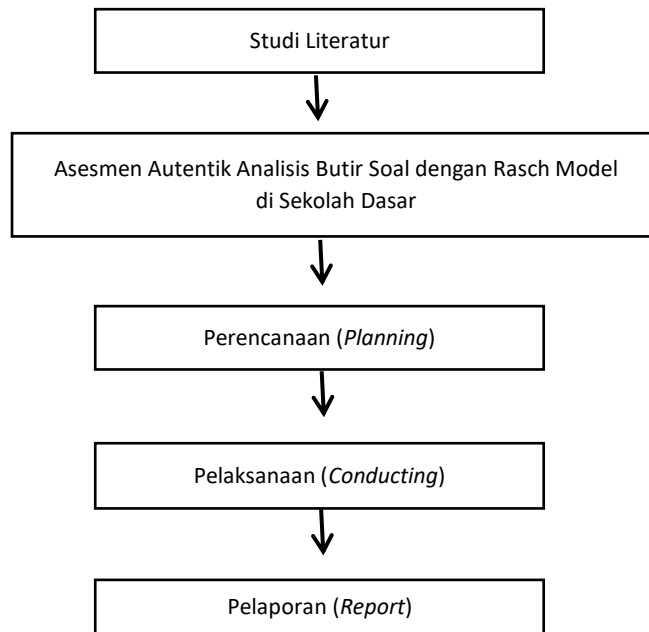 Studi Literatur
Asesmen Autentik Analisis Butir Soal dengan Rasch Model
di Sekolah Dasar
Perencanaan (Planning)
Pelaksanaan (Conducting)
Pelaporan (Report)